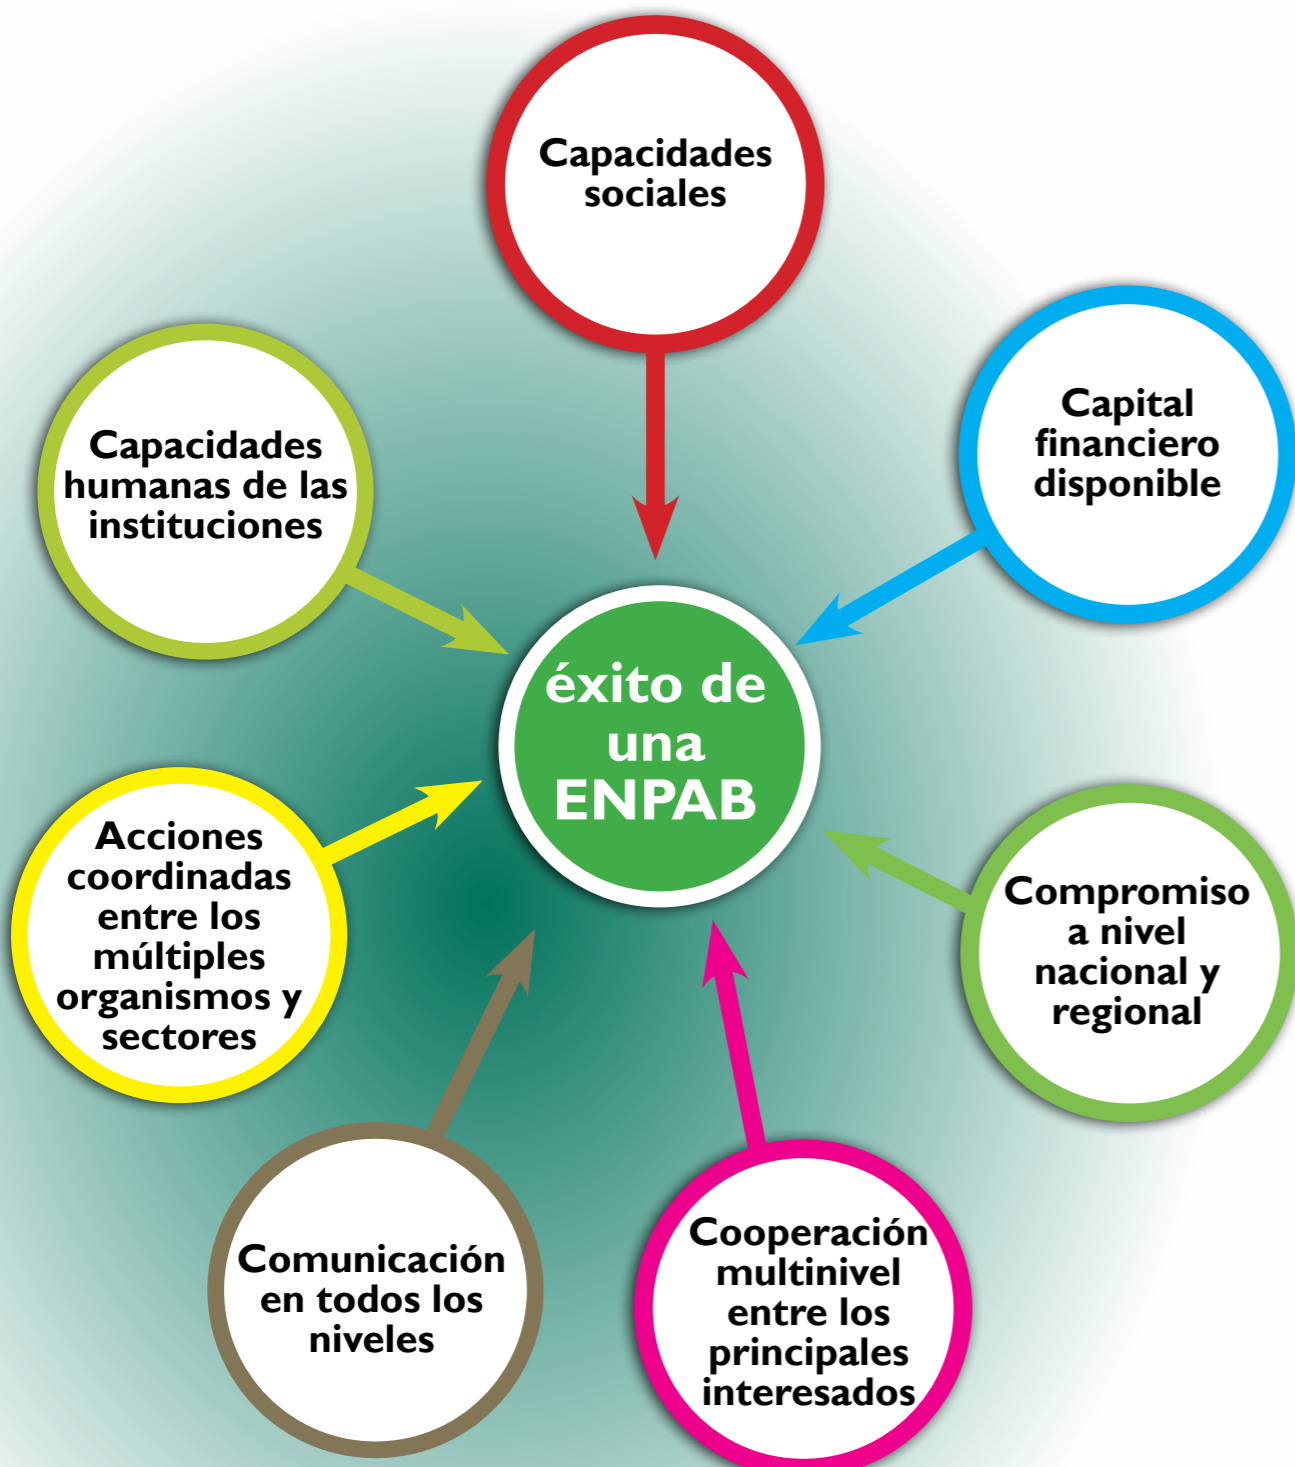 Capacidades
sociales
Capital
financiero
disponible
Capacidades
humanas de las
instituciones
éxito de
una
ENPAB
Acciones
coordinadas
entre los
múltiples
organismos y
sectores
Compromiso
a nivel
nacional y
regional
Comunicación
en todos los
niveles
Cooperación
multinivel
entre los
principales
interesados